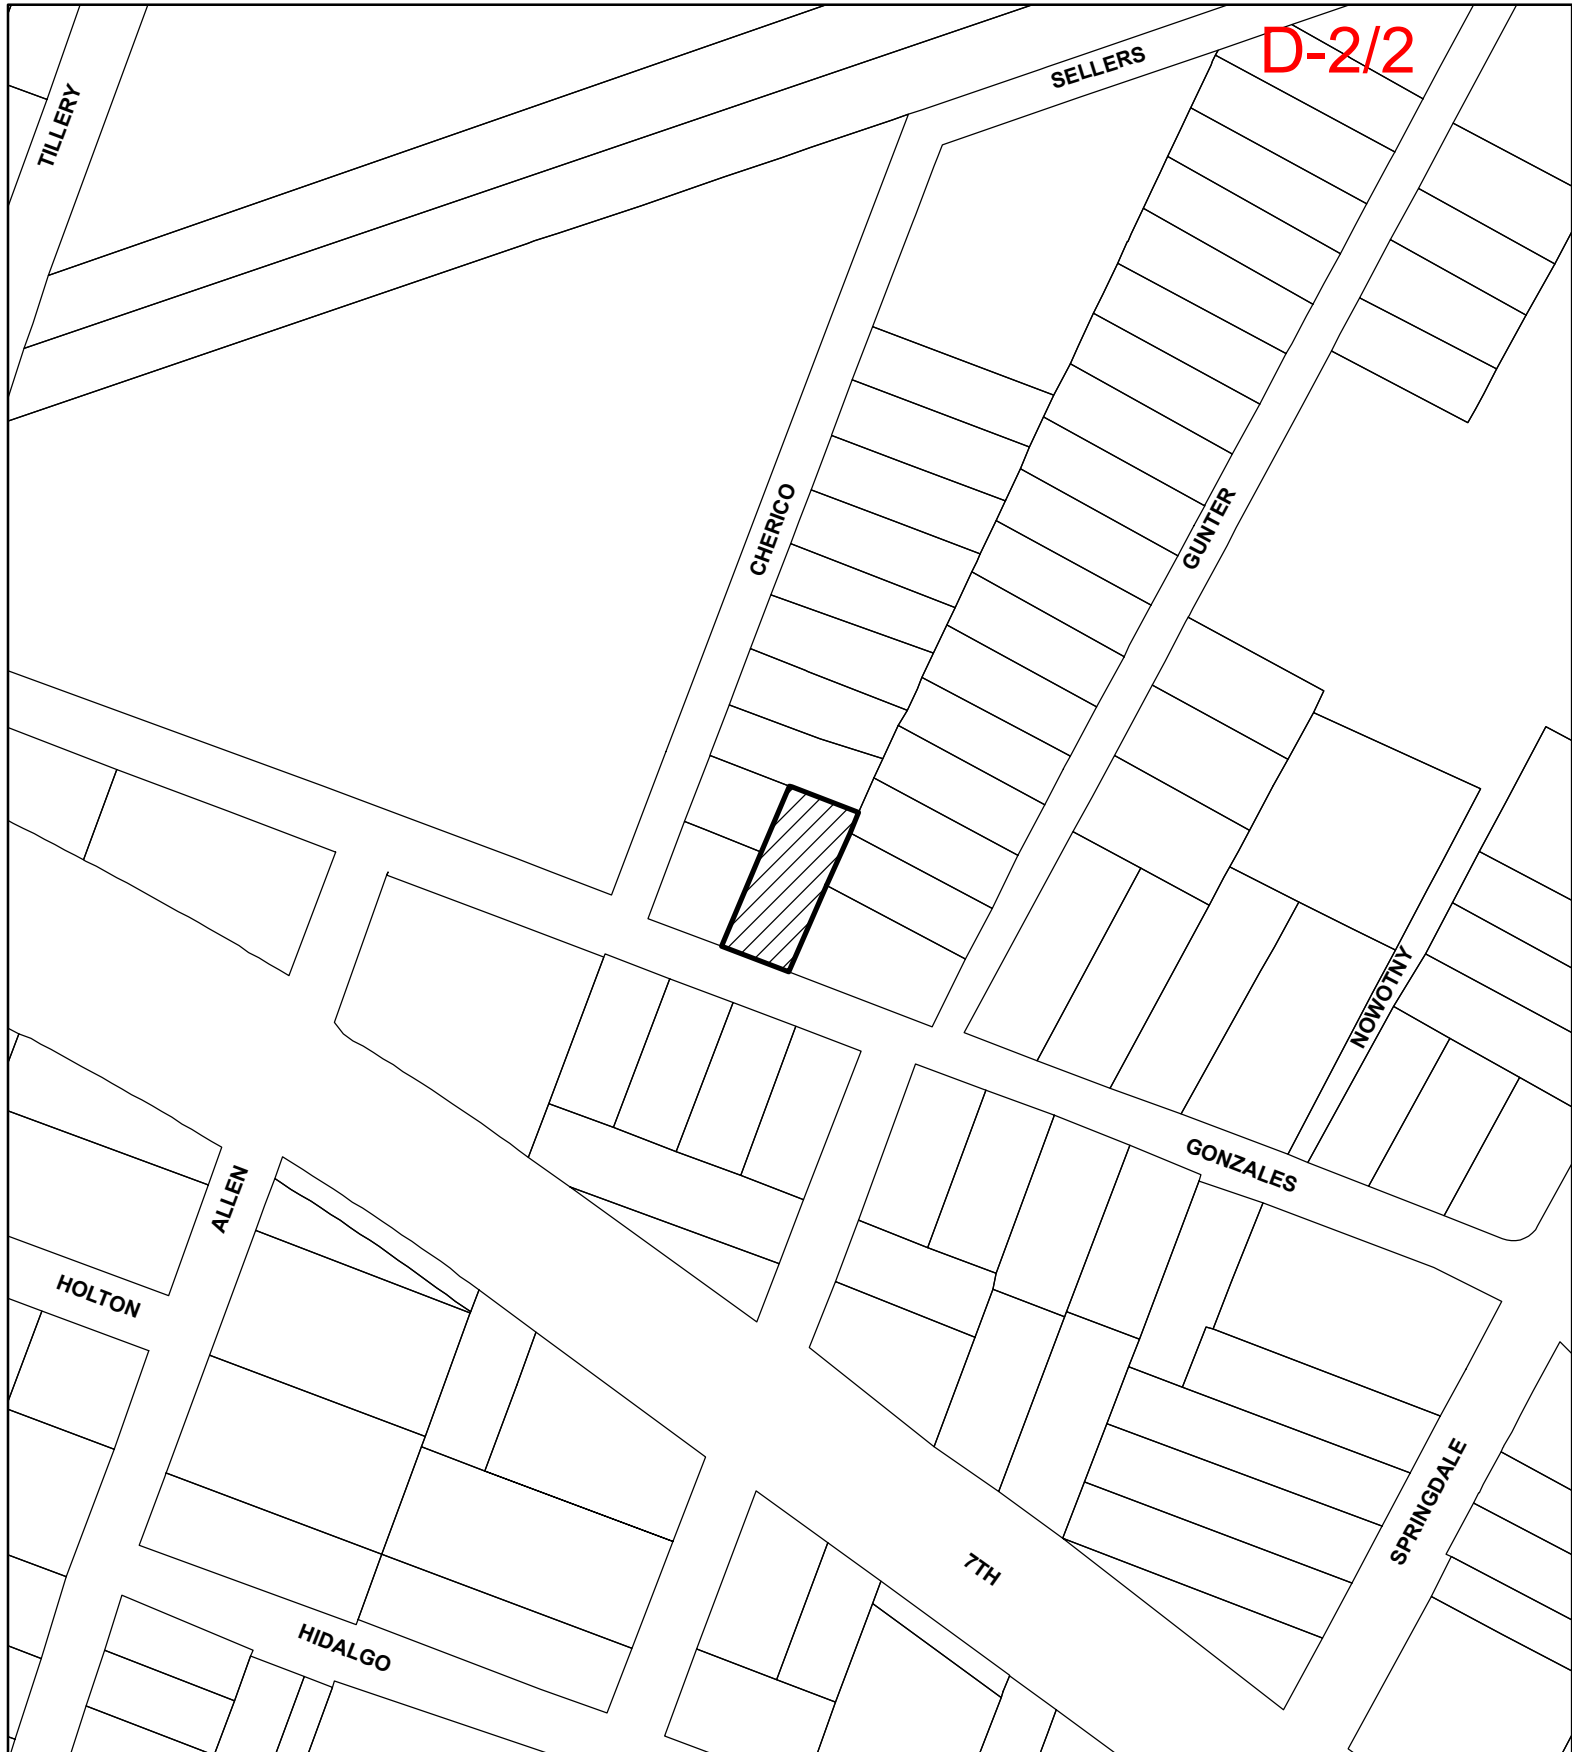 D-2/2
SELLERS
TILLERY
CHERICO
GUNTER
NOWOTNY
GONZALES
ALLEN
HOLTON
SPRINGDALE
7TH
HIDALGO